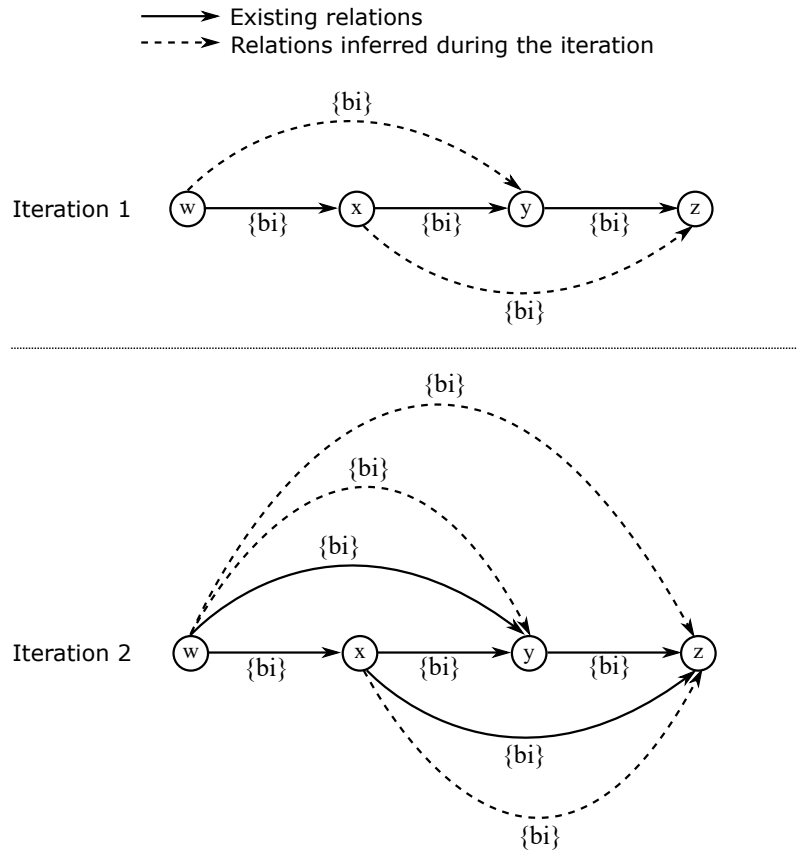 Existing relations
Relations inferred during the iteration
{bi}
Iteration 1
w
x
y
z
{bi}
{bi}
{bi}
{bi}
{bi}
{bi}
{bi}
Iteration 2
w
x
y
z
{bi}
{bi}
{bi}
{bi}
{bi}